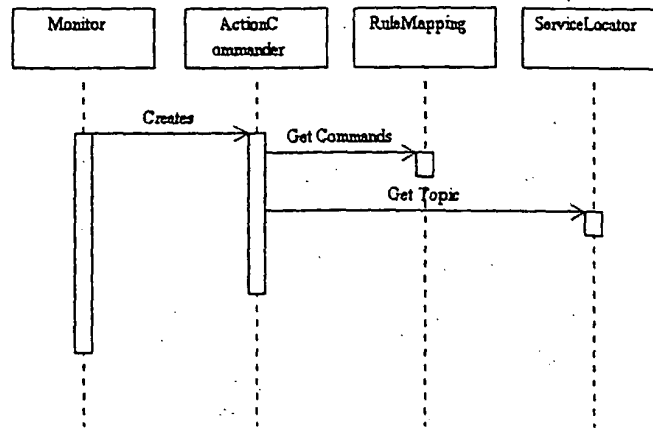 Monitor
ActionC
ommander
RuleMapping
ServiceLocator
Creates
Get Commands
Get Topic